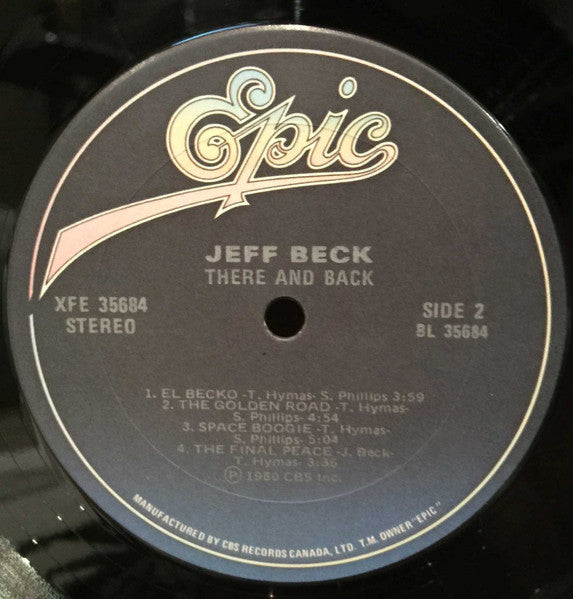 Epic
JEFF BECK
THERE AND BACK
XFE 35684
STEREO
SIDE 2
BL 35684
1. EL BECKO -T. Hymas- S. Phillips 3:59
2. THE GOLDEN ROAD -T. Hymas-
S. Phillips- 4:54
3. SPACE BOOGIE -T. Hymas-
S. Phillips- 5:04
4. THE FINAL PEACE -J. Beck-
T. Hymas- 3:36
Ⓟ 1980 CBS Inc.
MANUFACTURED BY CBS RECORDS CANADA, LTD. T.M. OWNER "EPIC"